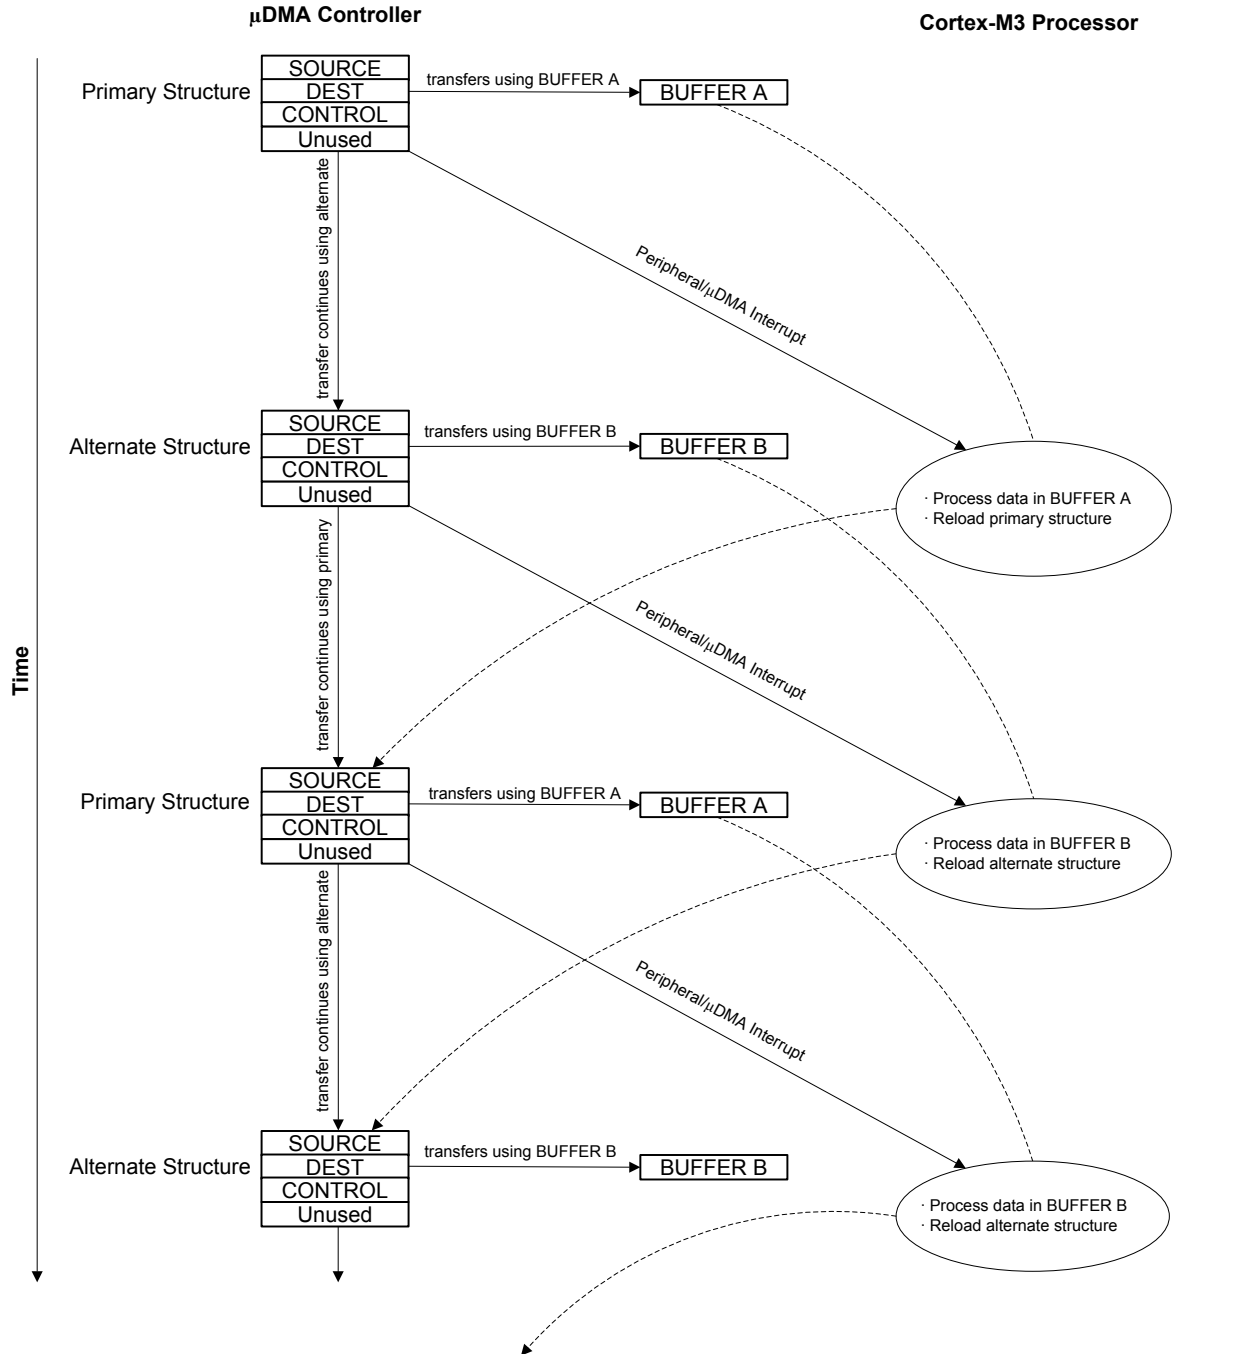 μDMA Controller
Cortex-M3 Processor
Primary Structure
SOURCE
DEST
CONTROL
Unused
transfers using BUFFER A
BUFFER A
transfer continues using alternate
Peripheral/μDMA Interrupt
Alternate Structure
SOURCE
DEST
CONTROL
Unused
transfers using BUFFER B
BUFFER B
· Process data in BUFFER A
· Reload primary structure
transfer continues using primary
Peripheral/μDMA Interrupt
Time
Primary Structure
SOURCE
DEST
CONTROL
Unused
transfers using BUFFER A
BUFFER A
· Process data in BUFFER B
· Reload alternate structure
transfer continues using alternate
Peripheral/μDMA Interrupt
Alternate Structure
SOURCE
DEST
CONTROL
Unused
transfers using BUFFER B
BUFFER B
· Process data in BUFFER B
· Reload alternate structure